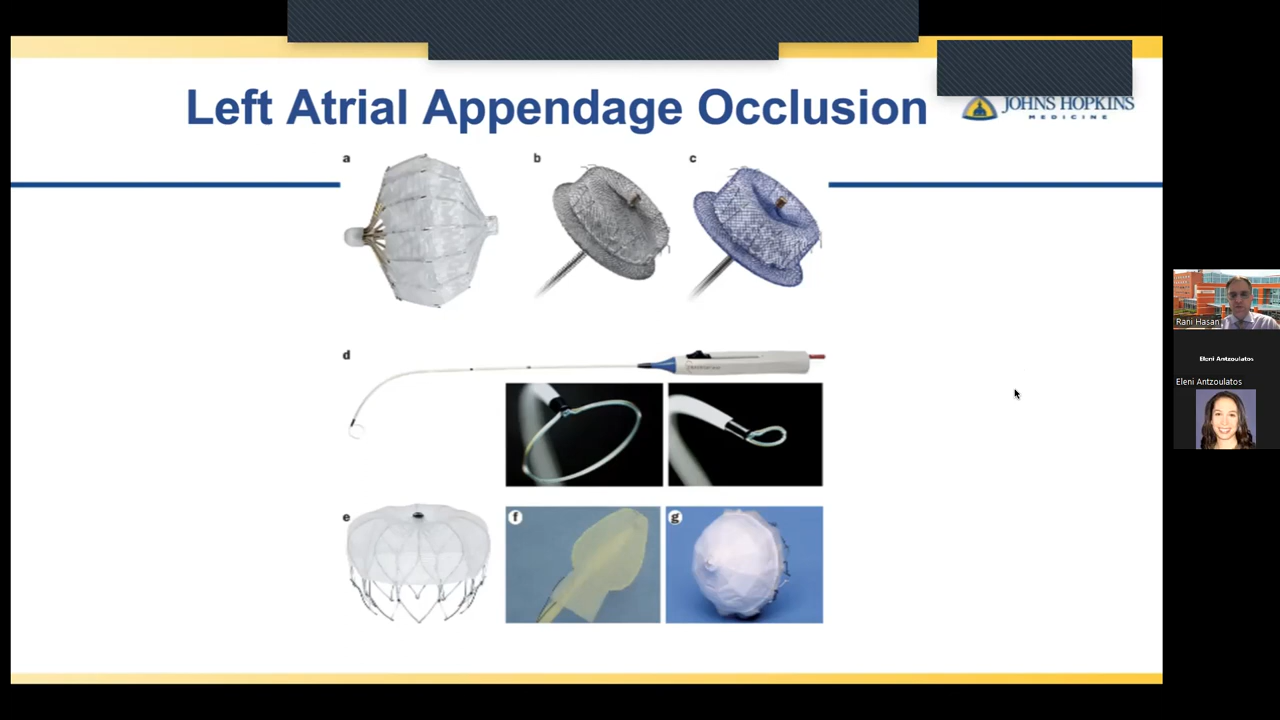 Left Atrial Appendage Occlusion
JOHNS HOPKINS
MEDICINE
a
b
c
d
e
f
g
Rani Hasan
Eleni Antzoulatos
Eleni Antzoulatos